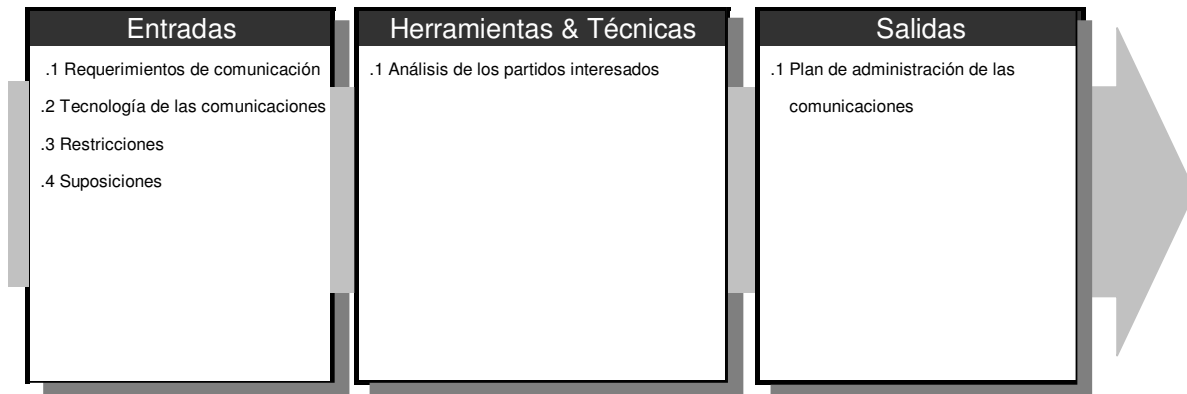 Entradas
.1 Requerimientos de comunicación
.2 Tecnología de las comunicaciones
.3 Restricciones
.4 Suposiciones
Herramientas & Técnicas
.1 Análisis de los partidos interesados
Salidas
.1 Plan de administración de las
comunicaciones